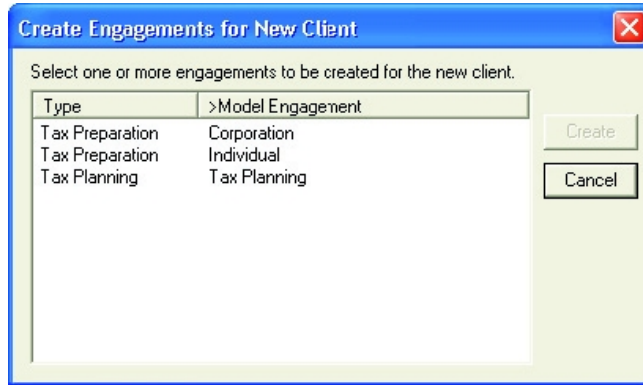 Create Engagements for New Client
Select one or more engagements to be created for the new client.
Type >Model Engagement
Tax Preparation Corporation
Tax Preparation Individual
Tax Planning Tax Planning
Create
Cancel